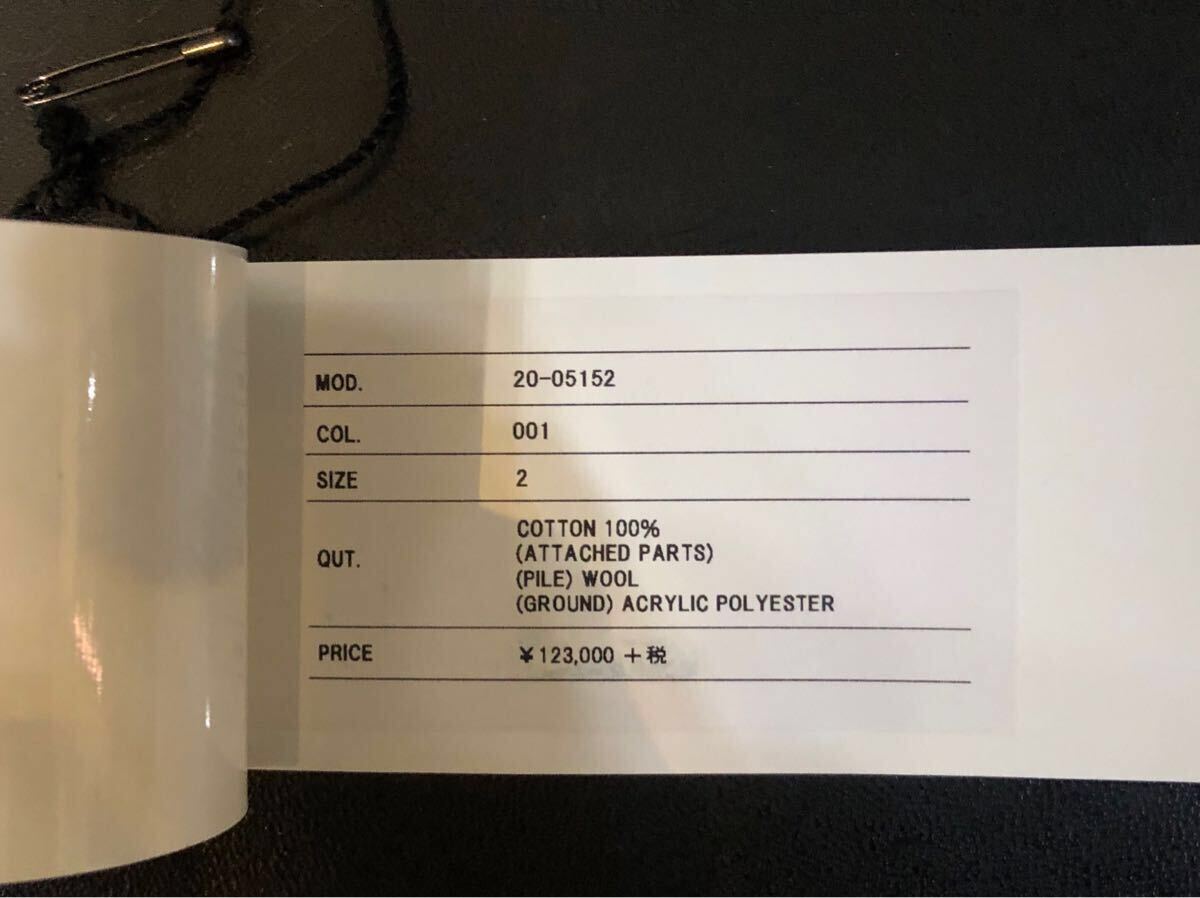 MOD. 20-05152
COL. 001
SIZE 2
QUT. COTTON 100%
(ATTACHED PARTS)
(PILE) WOOL
(GROUND) ACRYLIC POLYESTER
PRICE ¥123,000 +税